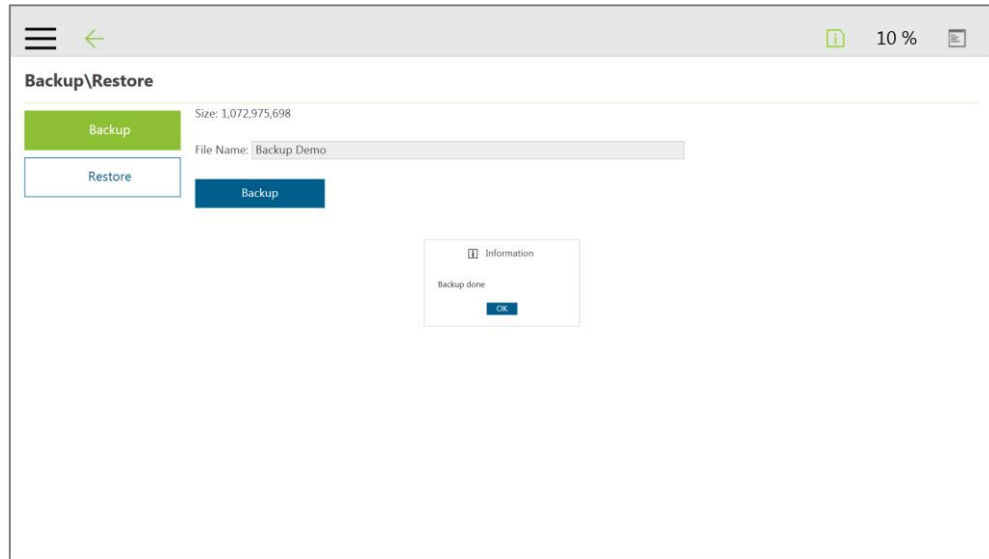 10 %
Backup\Restore
Backup
Restore
Size: 1,072,975,698
File Name: Backup Demo
Backup
Information
Backup done
OK